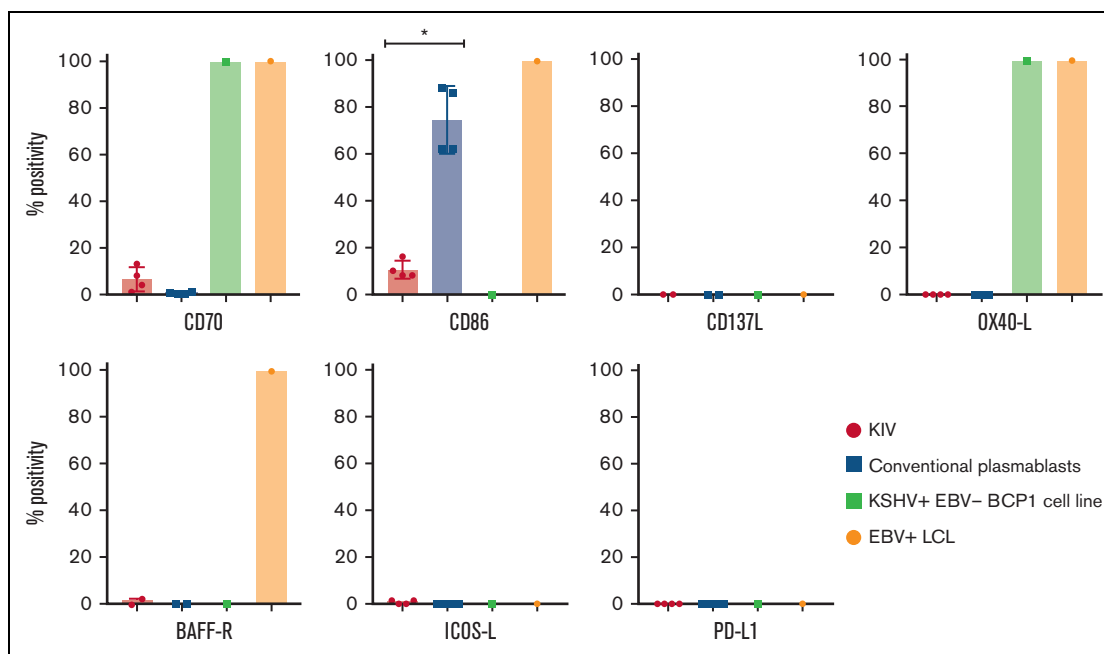 *
100 100 100 100
80 80 80 80
60 60 60 60
40 40 40 40
20 20 20 20
0 0 0 0
% positivity
CD70 CD86 CD137L OX40-L
100 100 100
80 80 80
60 60 60
40 40 40
20 20 20
0 0 0
% positivity
BAFF-R ICOS-L PD-L1
KIV
Conventional plasmablasts
KSHV+ EBV– BCP1 cell line
EBV+ LCL